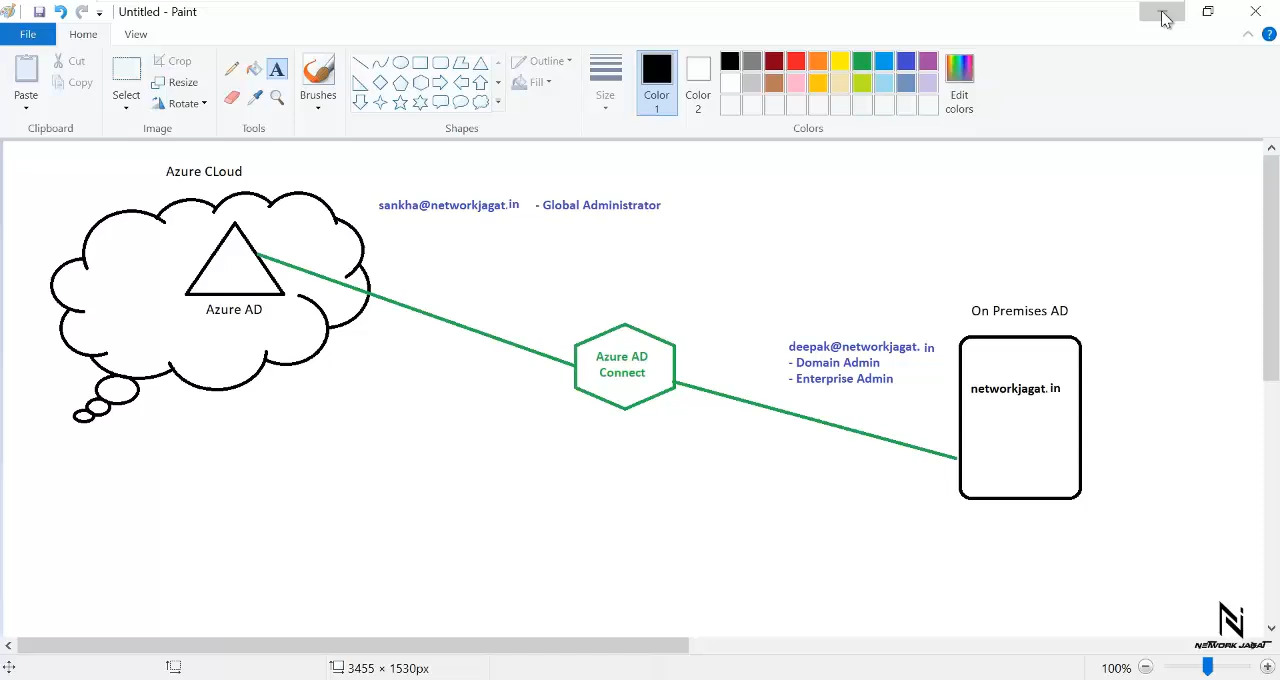 Untitled - Paint
File
Home
View
Paste
Cut
Copy
Clipboard
Select
Crop
Resize
Rotate
Image
A
Tools
Brushes
Shapes
Outline
Fill
Size
Color 1
Color 2
Edit colors
Colors
Azure CLoud
sankha@networkjagat.in - Global Administrator
Azure AD
On Premises AD
Azure AD
Connect
deepak@networkjagat. in
- Domain Admin
- Enterprise Admin
networkjagat.in
NETWORK JAGAT
3455 × 1530px
100%